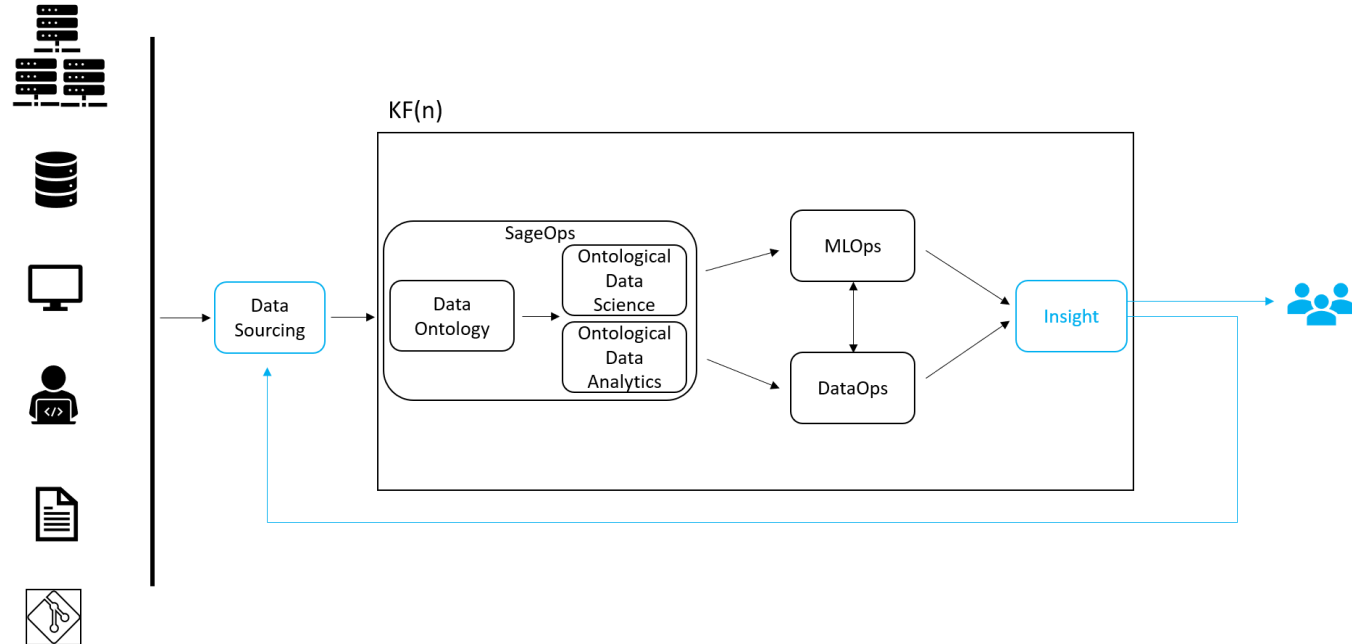 KF(n)
SageOps
Data
Sourcing
Data
Ontology
Ontological
Data
Science
Ontological
Data
Analytics
MLOps
DataOps
Insight
</>